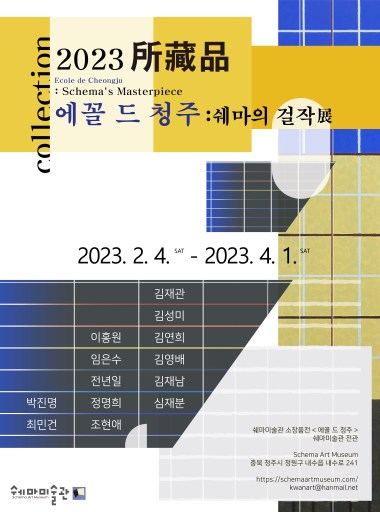 collection
2023 所藏品
Ecole de Cheongju
: Schema's Masterpiece
에꼴 드 청주 : 쉐마의 걸작展
2023. 2. 4. SAT - 2023. 4. 1. SAT
김재관
김성미
이홍원 김연희
임은수 김영배
전년일 김재남
박진명 정명희 심재분
최민건 조현애
쉐마미술관 소장품전 < 에꼴 드 청주 >
쉐마미술관 전관
Schema Art Museum
충북 청주시 청원구 내수읍 내수로 241
https://schemaartmuseum.com/
kwanart@hanmail.net
쉐마미술관
Schema Art Museum